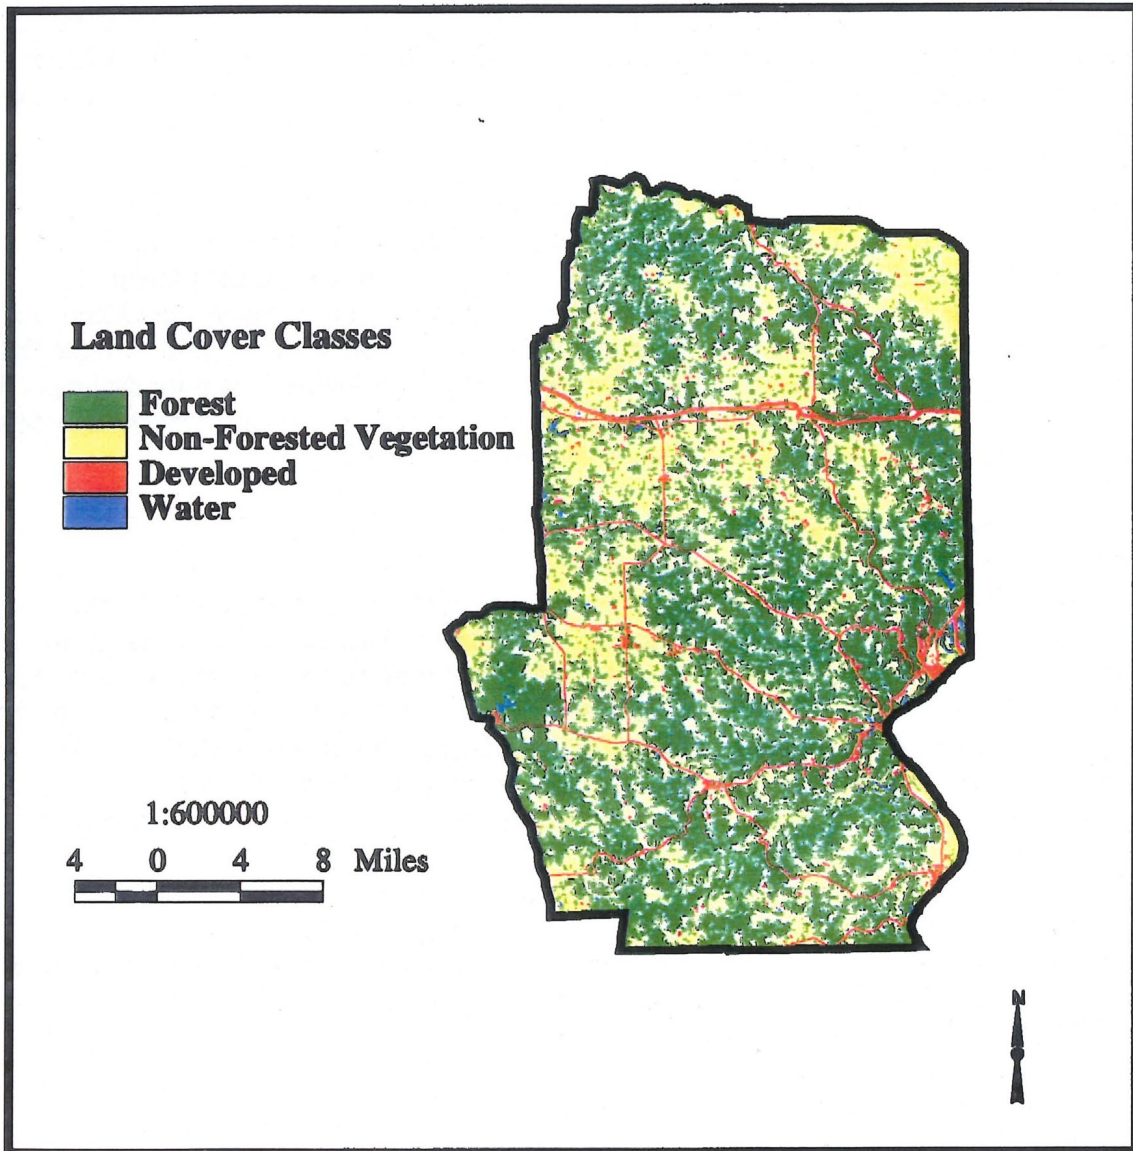 Land Cover Classes
Forest
Non-Forested Vegetation
Developed
Water
1:600000
4 0 4 8 Miles
N